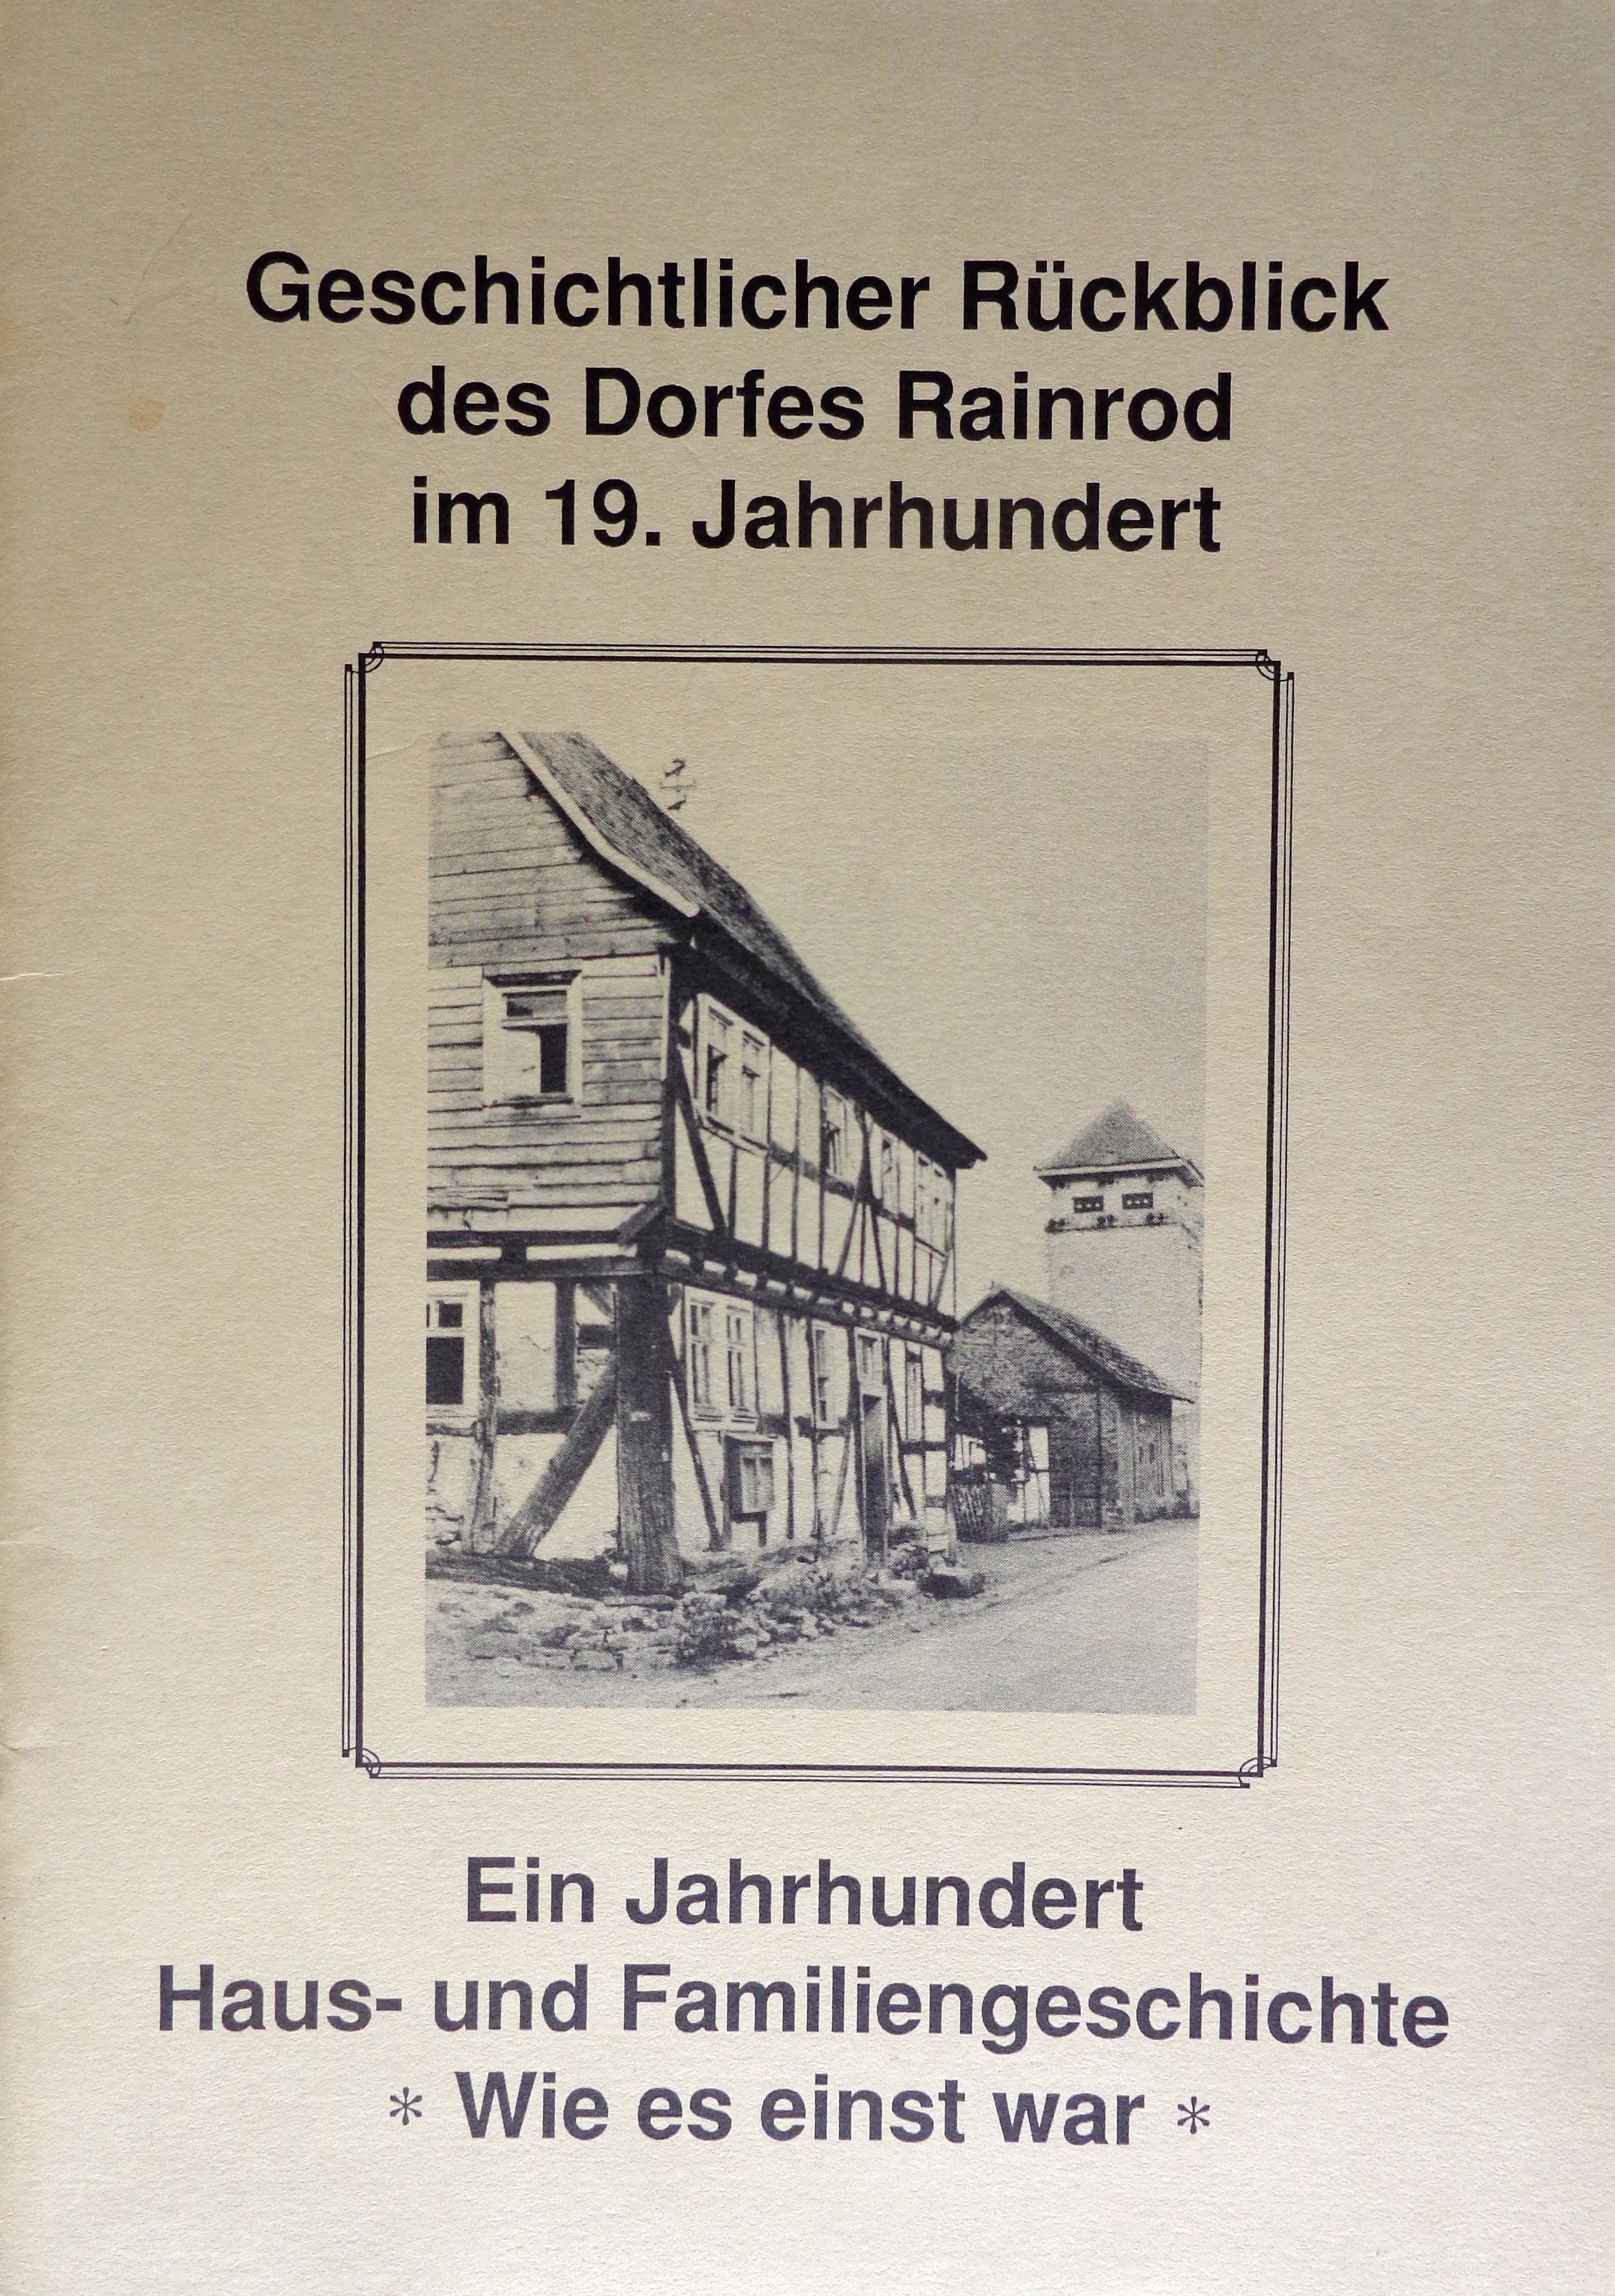 Geschichtlicher Rückblick
des Dorfes Rainrod
im 19. Jahrhundert
Ein Jahrhundert
Haus- und Familiengeschichte
* Wie es einst war *